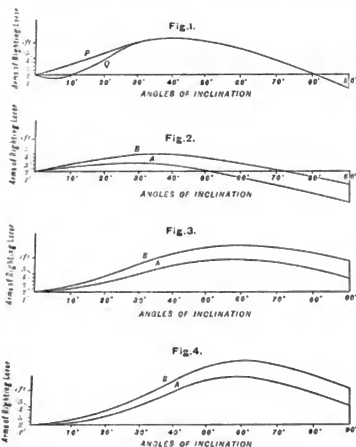 Fig.1.
Arms of Righting Lever
P
Q
10° 20° 30° 40° 50° 60° 70° 80°
ANGLES OF INCLINATION
Fig.2.
Arms of Righting Lever
B
A
10° 20° 30° 40° 50° 60° 70° 80°
ANGLES OF INCLINATION
Fig.3.
Arms of Righting Lever
B
A
10° 20° 30° 40° 50° 60° 70° 80° 90°
ANGLES OF INCLINATION
Fig.4.
Arms of Righting Lever
B
A
10° 20° 30° 40° 50° 60° 70° 80° 90°
ANGLES OF INCLINATION